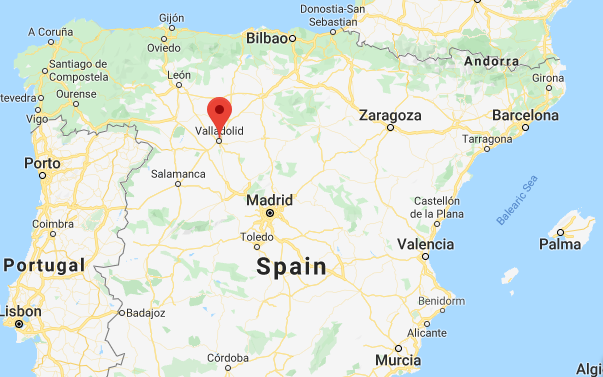 Gijón
Donostia-San
Sebastian
A Coruña
Oviedo
Bilbao
Andorra
Santiago de
Compostela
León
Girona
tevedra
Ourense
Vigo
Valladolid
Zaragoza
Barcelona
Tarragona
Porto
Salamanca
Madrid
Castellón
de la Plana
Balearic Sea
Coimbra
Toledo
Valencia
Palma
Portugal
Spain
Lisbon
Badajoz
Benidorm
Alicante
Córdoba
Murcia
Algi